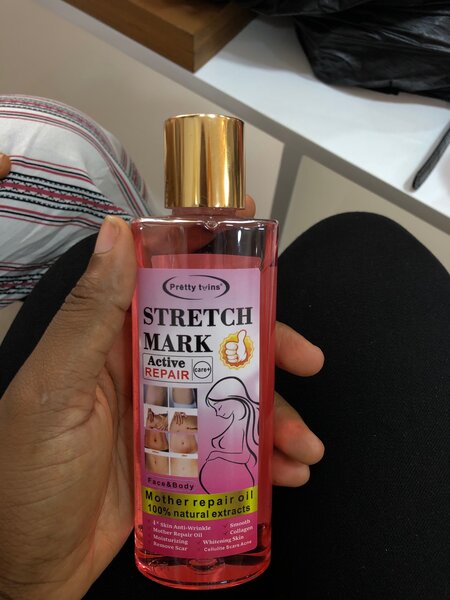 Pretty twins
STRETCH
MARK
Active
REPAIR
care+
Face&Body
Mother repair oil
100% natural extracts
Skin Anti-Wrinkle
Smooth
Mother Repair Oil
Collagen
Moisturizing
Whitening Skin
Remove Scar
Cellulite Scars Acne